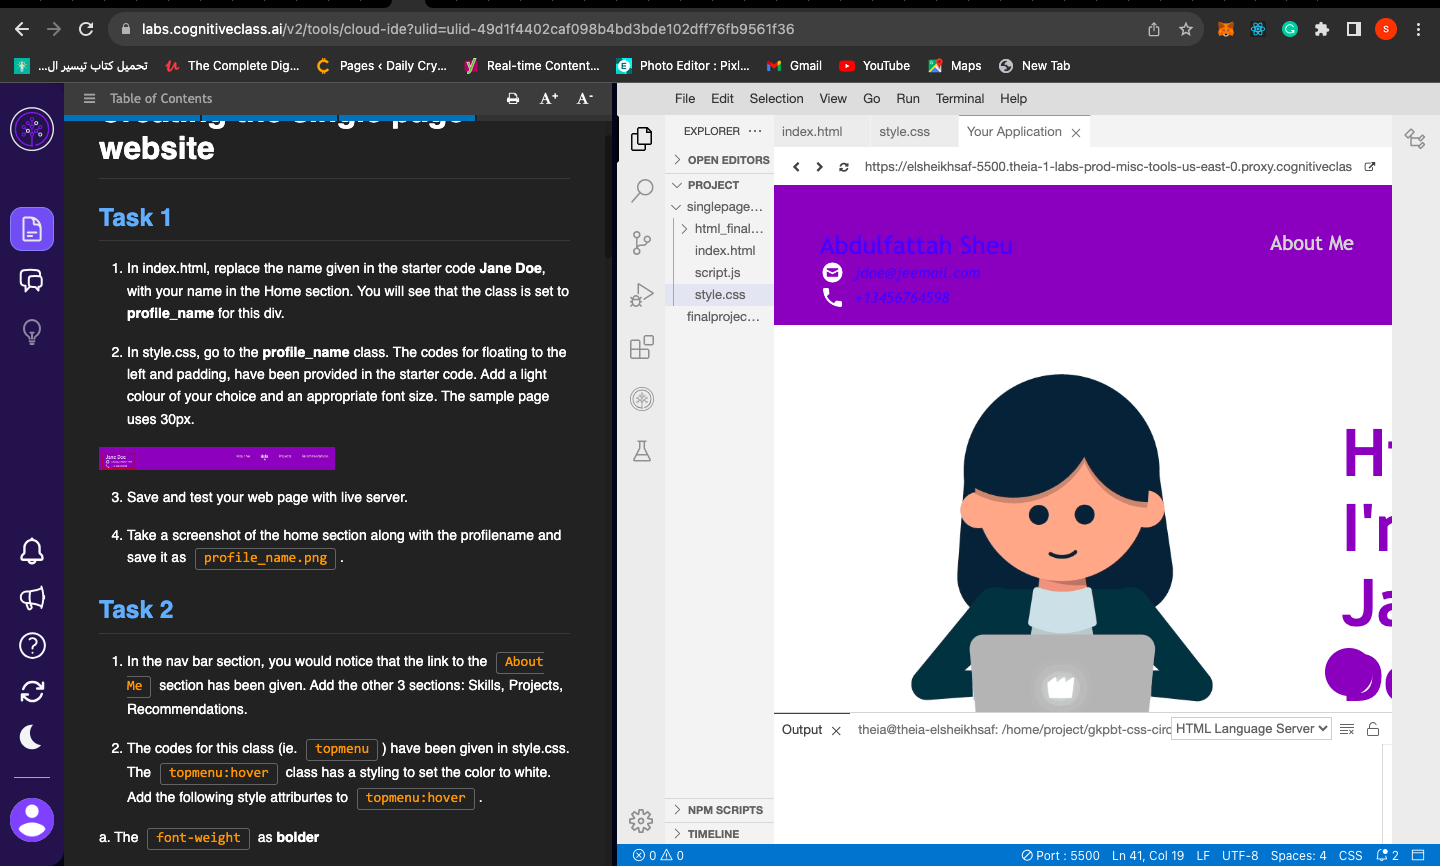 labs.cognitiveclass.ai/v2/tools/cloud-ide?ulid=ulid-49d1f4402caf098b4bd3bde102dff76fb9561f36
تحميل كتاب تيسير ال...
The Complete Dig...
Pages ‹ Daily Cry...
Real-time Content...
Photo Editor : Pixl...
Gmail
YouTube
Maps
New Tab
S
Table of Contents
A+
A-
Creating the single page
website
Task 1
1. In index.html, replace the name given in the starter code Jane Doe,
with your name in the Home section. You will see that the class is set to
profile_name for this div.
2. In style.css, go to the profile_name class. The codes for floating to the
left and padding, have been provided in the starter code. Add a light
colour of your choice and an appropriate font size. The sample page
uses 30px.
Jane Doe
3. Save and test your web page with live server.
4. Take a screenshot of the home section along with the profilename and
save it as profile_name.png .
Task 2
1. In the nav bar section, you would notice that the link to the About
Me section has been given. Add the other 3 sections: Skills, Projects,
Recommendations.
2. The codes for this class (ie. topmenu ) have been given in style.css.
The topmenu:hover class has a styling to set the color to white.
Add the following style attriburtes to topmenu:hover .
a. The font-weight as bolder
File Edit Selection View Go Run Terminal Help
EXPLORER ...
OPEN EDITORS
PROJECT
singlepage...
html_final...
index.html
script.js
style.css
finalprojec...
NPM SCRIPTS
TIMELINE
index.html
style.css
Your Application
https://elsheikhsaf-5500.theia-1-labs-prod-misc-tools-us-east-0.proxy.cognitiveclas
Abdulfattah Sheu
jane@jeemail.com
+13456764598
About Me
I'm
Output
theia@theia-elsheikhsaf: /home/project/gkpbt-css-circ
HTML Language Server
0 0
Port : 5500
Ln 41, Col 19
LF
UTF-8
Spaces: 4
CSS
2